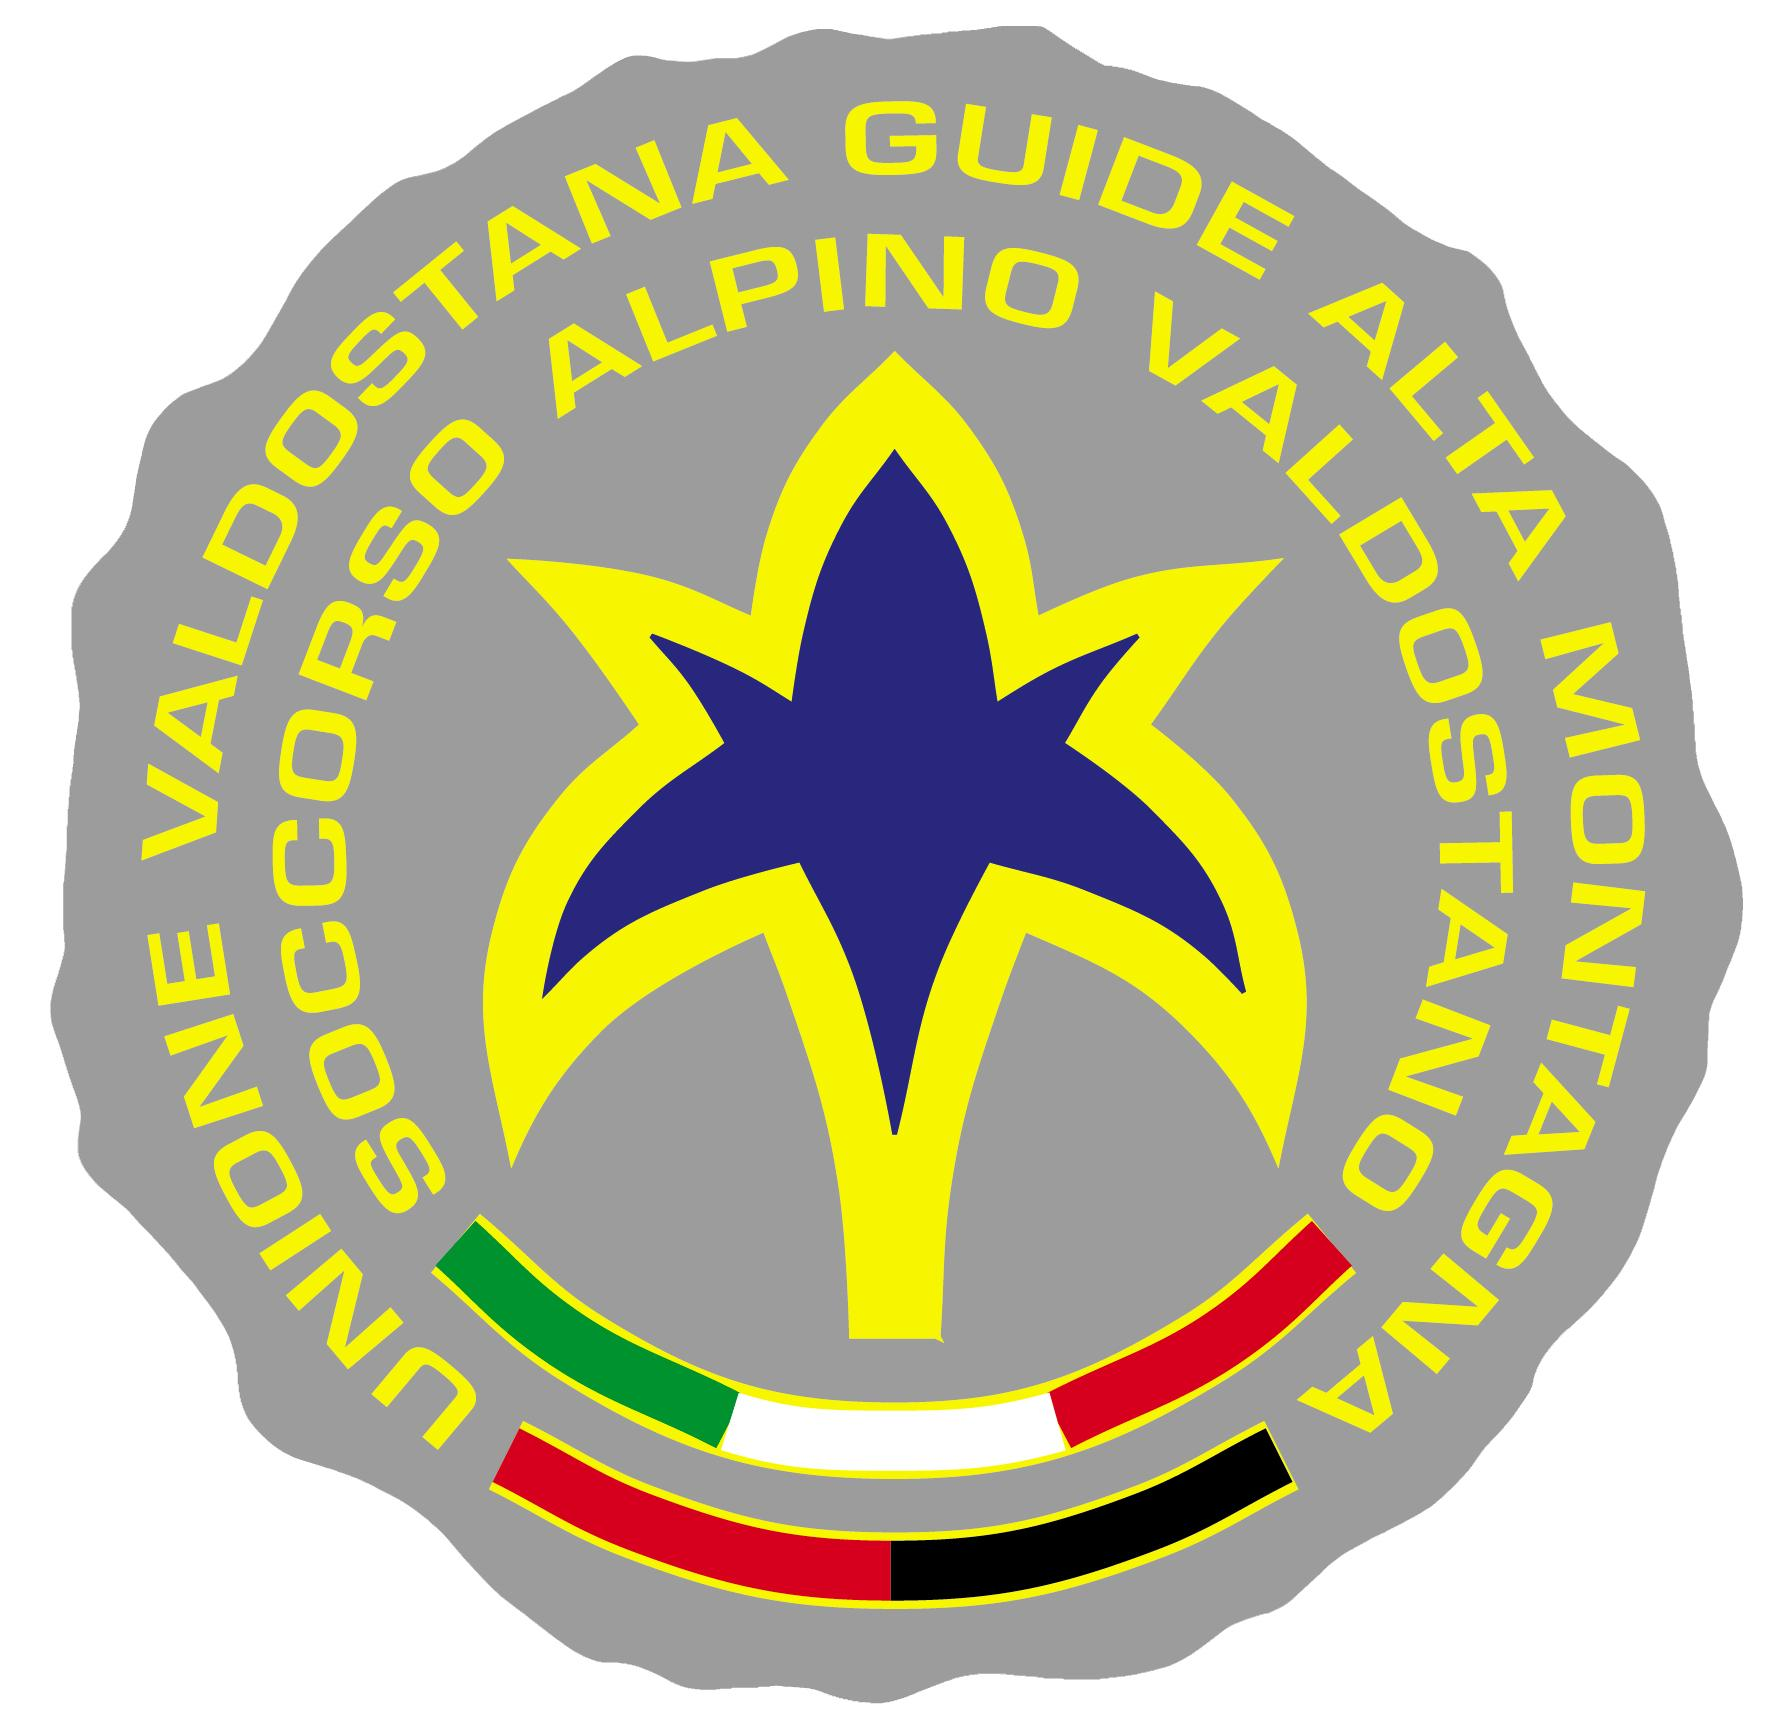 UNIONE VALDOSTANA GUIDE ALTA MONTAGNA
SOCCORSO ALPINO VALDOSTANO